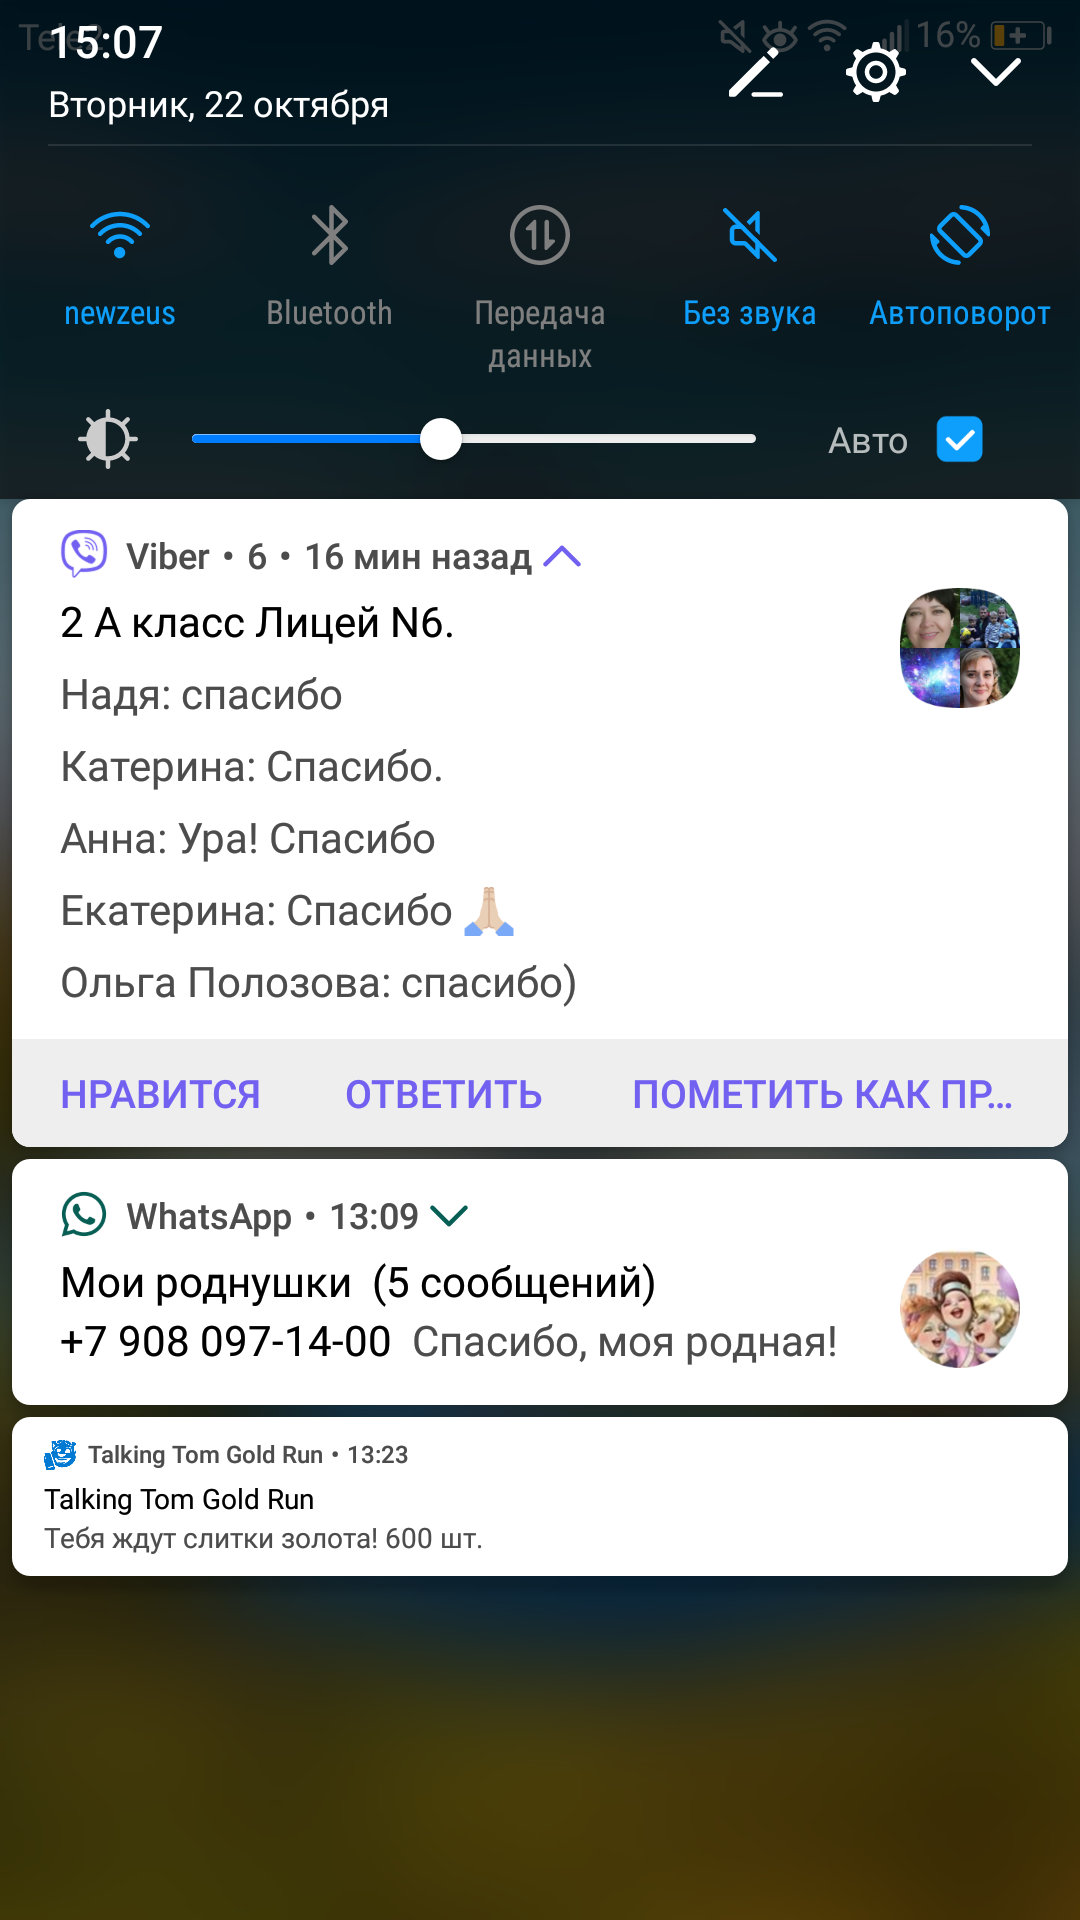 Tele2
16%
15:07
Вторник, 22 октября
newzeus
Bluetooth
Передача
данных
Без звука
Автоповорот
Авто
Viber • 6 • 16 мин назад
2 А класс Лицей N6.
Надя: спасибо
Катерина: Спасибо.
Анна: Ура! Спасибо
Екатерина: Спасибо🙏🏻
Ольга Полозова: спасибо)
НРАВИТСЯ
ОТВЕТИТЬ
ПОМЕТИТЬ КАК ПР...
WhatsApp • 13:09
Мои роднушки (5 сообщений)
+7 908 097-14-00 Спасибо, моя родная!
Talking Tom Gold Run • 13:23
Talking Tom Gold Run
Тебя ждут слитки золота! 600 шт.